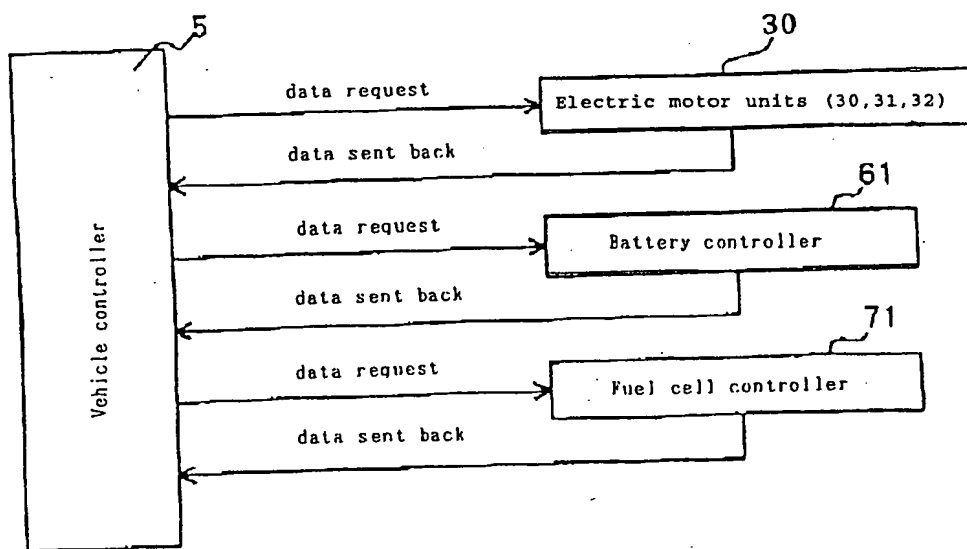 5
30
data request
Electric motor units (30,31,32)
data sent back
61
data request
Battery controller
data sent back
71
data request
Fuel cell controller
data sent back
Vehicle controller